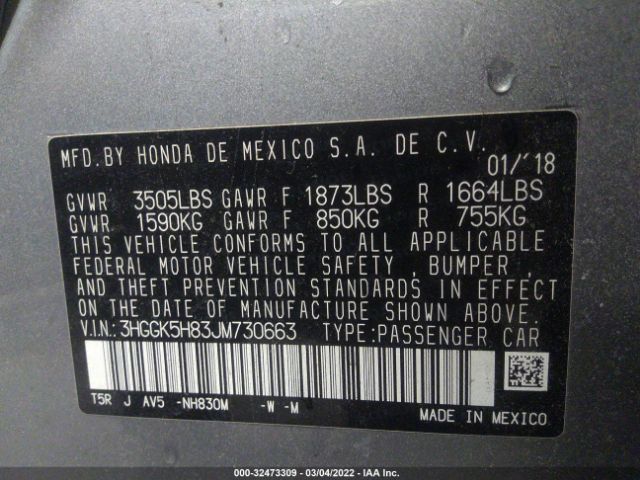 MFD. BY HONDA DE MEXICO S.A. DE C.V. 01/'18
GVWR 3505LBS GAWR F 1873LBS R 1664LBS
GVWR 1590KG GAWR F 850KG R 755KG
THIS VEHICLE CONFORMS TO ALL APPLICABLE
FEDERAL MOTOR VEHICLE SAFETY , BUMPER ,
AND THEFT PREVENTION STANDARDS IN EFFECT
ON THE DATE OF MANUFACTURE SHOWN ABOVE.
V.I.N.: 3HGGK5H83JM730663 TYPE:PASSENGER CAR
T5R J AV5 -NH830M -W -M
MADE IN MEXICO
000-32473309 - 03/04/2022 - IAA Inc.